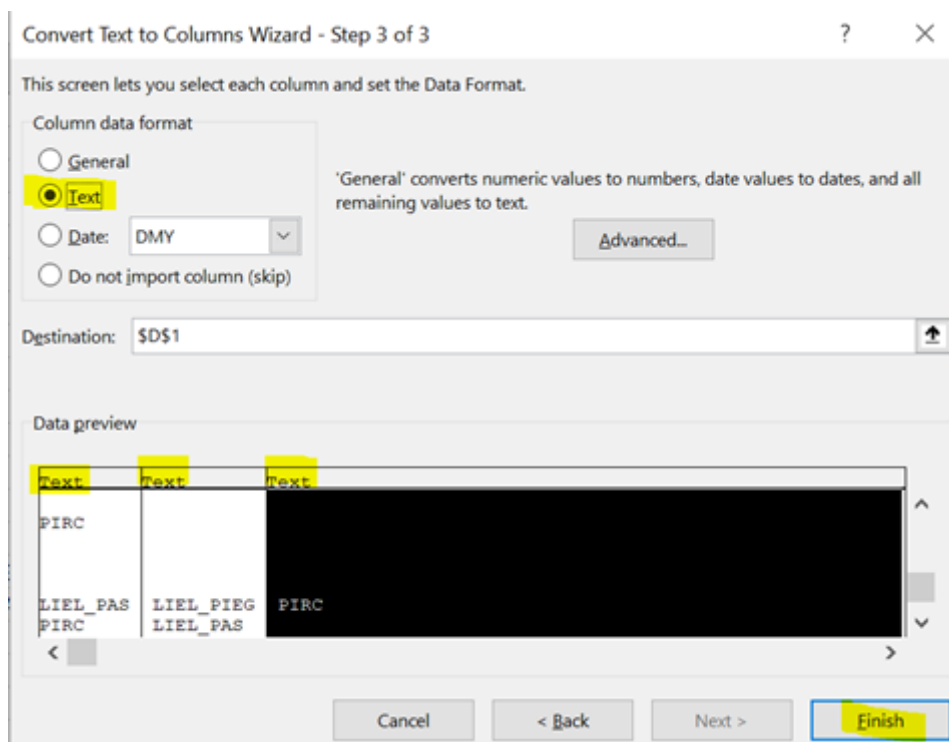 Convert Text to Columns Wizard - Step 3 of 3 ?
This screen lets you select each column and set the Data Format.
Column data format
General
Text
Date: DMY
Do not import column (skip)
'General' converts numeric values to numbers, date values to dates, and all
remaining values to text.
Advanced...
Destination: $D$1
Data preview
Text Text Text
PIRC
LIEL_PAS LIEL_PIEG PIRC
PIRC LIEL_PAS
Cancel < Back Next > Finish